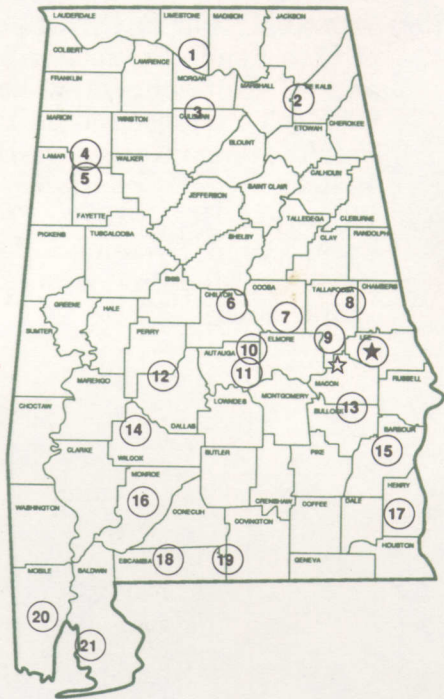 LAUDERDALE LIMESTONE MADISON JACKSON
COLBERT 1
LAWRENCE
FRANKLIN MORGAN MARSHALL 2 DE KALB
MARION WINSTON 3 CULLMAN
CHEROKEE
ETOWAH
BLOUNT
LAMAR 4 WALKER
5 CALHOUN
SAINT CLAIR
JEFFERSON
FAYETTE TALLEDEGA CLEBURNE
PICKENS TUSCALOOSA SHELBY CLAY RANDOLPH
BIBB
CHILTON COOSA TALLAPOOSA CHAMBERS
GREENE HALE 6 7 8
SUMTER PERRY
AUTAUGA 10 ELMORE 9 LEE
MARENGO 12 11 MACON RUSSELL
CHOCTAW LOWNDES MONTGOMERY BULLOCK 13
DALLAS
14 BARBOUR
CLARKE WILCOX BUTLER PIKE 15
MONROE
16 HENRY
WASHINGTON CONECUH CRENSHAW COFFEE DALE 17
COVINGTON
HOUSTON
ESCAMBIA 18 19 GENEVA
MOBILE BALDWIN
20
21